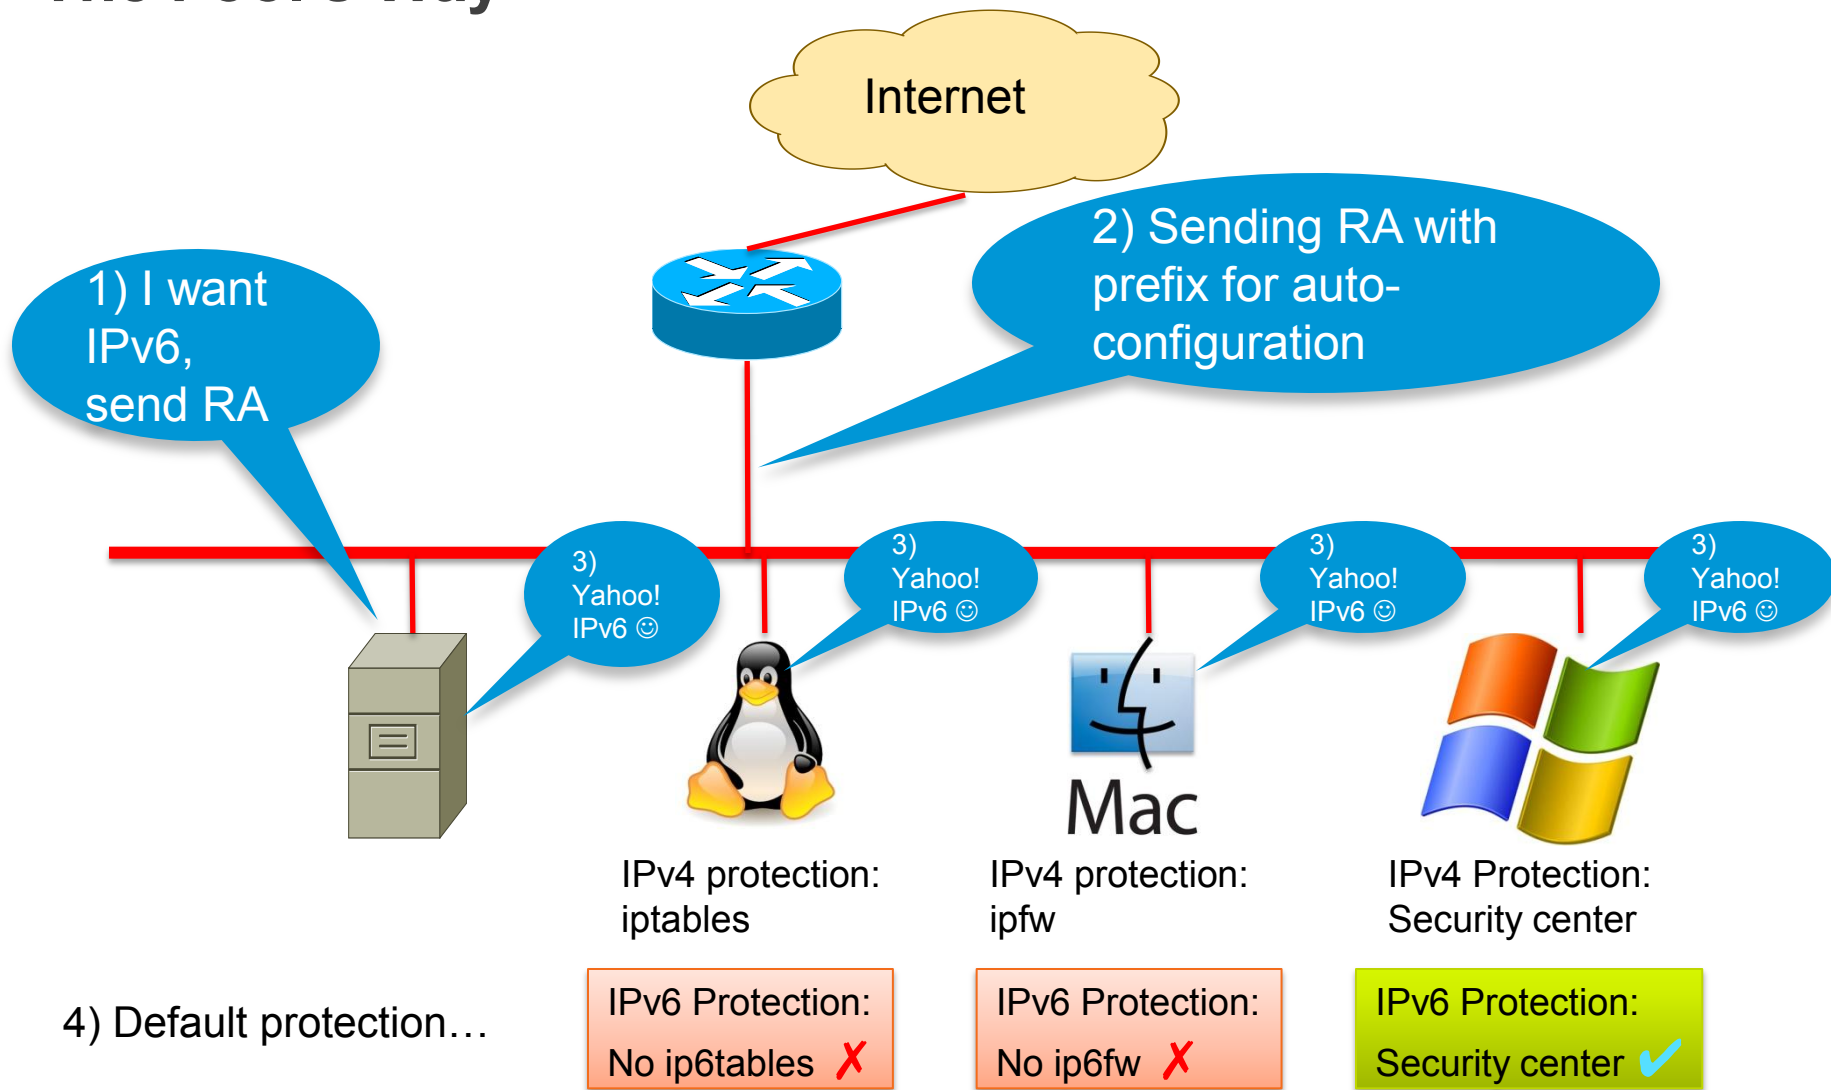 Internet
2) Sending RA with
prefix for auto-
configuration
1) I want
IPv6,
send RA
3)
Yahoo!
IPv6 ☺
3)
Yahoo!
IPv6 ☺
3)
Yahoo!
IPv6 ☺
3)
Yahoo!
IPv6 ☺
Mac
IPv4 protection:
iptables
IPv4 protection:
ipfw
IPv4 Protection:
Security center
4) Default protection…
IPv6 Protection:
No ip6tables ✗
IPv6 Protection:
No ip6fw ✗
IPv6 Protection:
Security center ✔